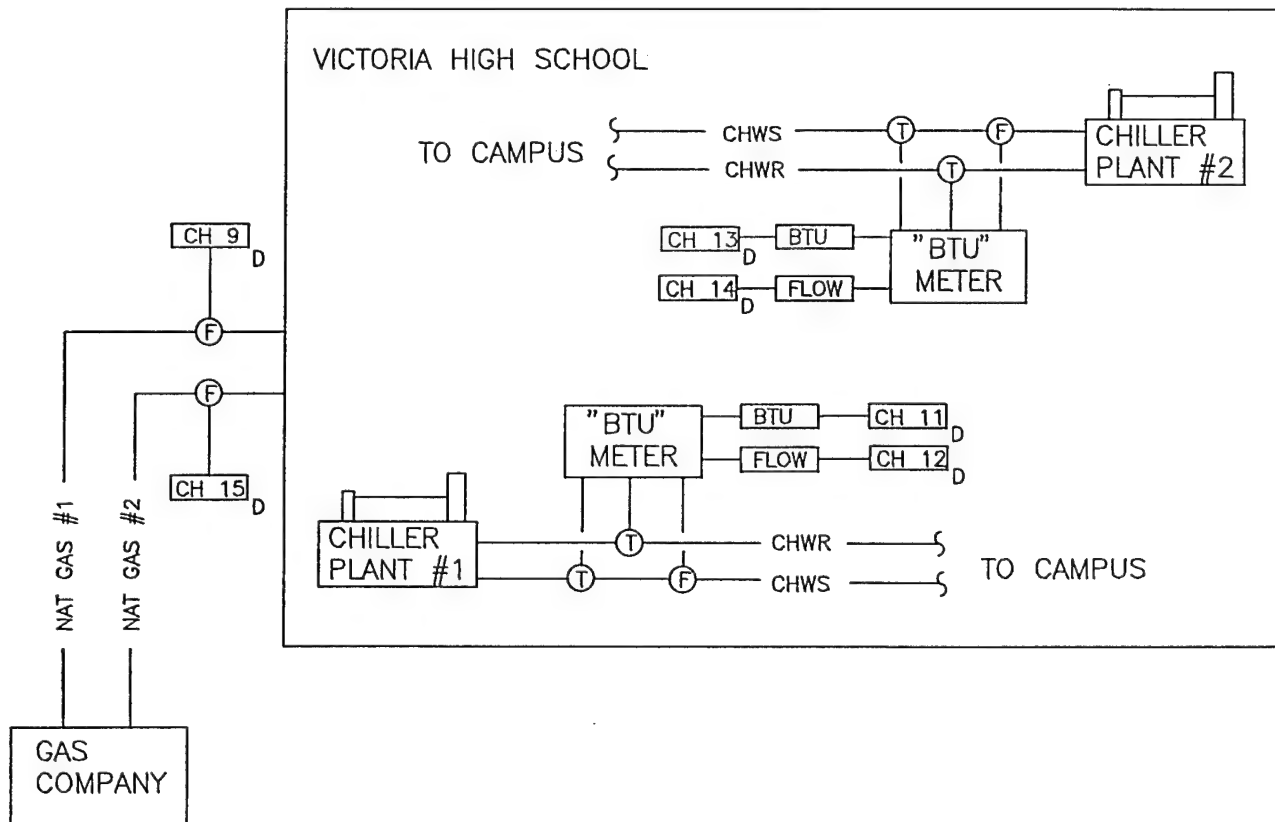 VICTORIA HIGH SCHOOL
TO CAMPUS
CHWS
T
F
CHILLER
PLANT #2
CHWR
T
CH 9
D
CH 13
D
BTU
"BTU"
METER
CH 14
D
FLOW
F
F
CH 15
D
"BTU"
METER
BTU
CH 11
D
FLOW
CH 12
D
NAT GAS #1
NAT GAS #2
CHILLER
PLANT #1
T
CHWR
T
F
CHWS
TO CAMPUS
GAS
COMPANY